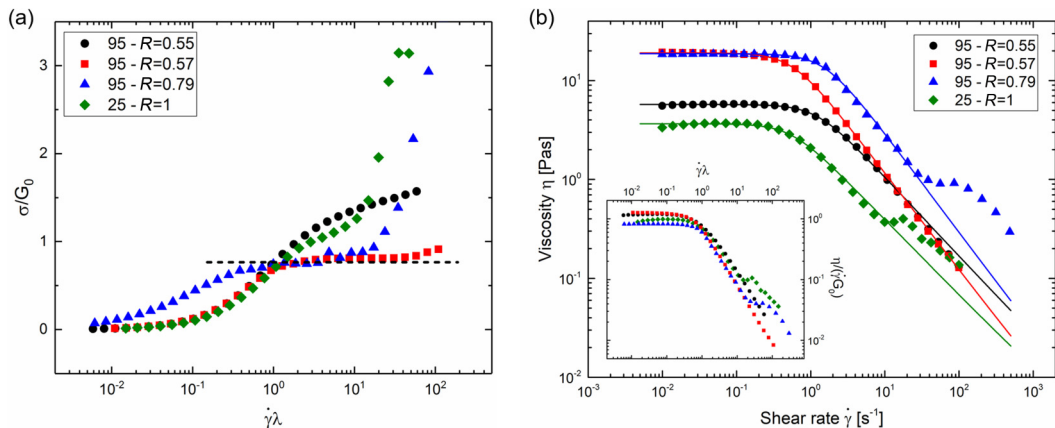 (a)
95 - R=0.55
95 - R=0.57
95 - R=0.79
25 - R=1
σ/G₀
3
2
1
0
10⁻² 10⁻¹ 10⁰ 10¹ 10²
γ̇λ
(b)
95 - R=0.55
95 - R=0.57
95 - R=0.79
25 - R=1
Viscosity η [Pas]
10¹
10⁰
10⁻¹
10⁻²
10⁻³ 10⁻² 10⁻¹ 10⁰ 10¹ 10² 10³
Shear rate γ̇ [s⁻¹]
γ̇λ
10⁻² 10⁻¹ 10⁰ 10¹ 10²
10⁰
10⁻¹
10⁻²
η/(γ̇G₀)